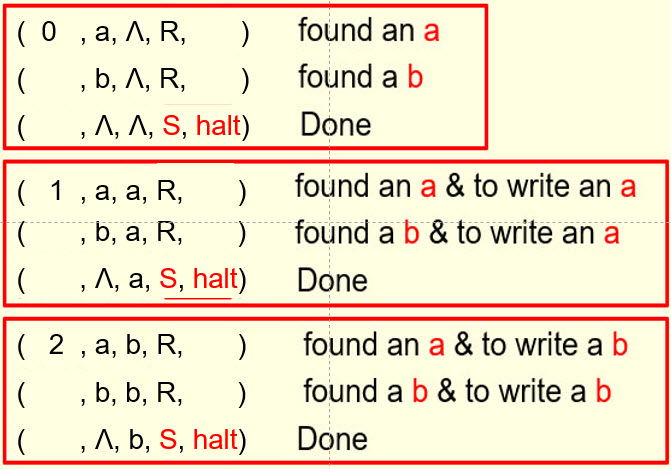 ( 0 , a, Λ, R, ) found an a
( , b, Λ, R, ) found a b
( , Λ, Λ, S, halt) Done
( 1 , a, a, R, ) found an a & to write an a
( , b, a, R, ) found a b & to write an a
( , Λ, a, S, halt) Done
( 2 , a, b, R, ) found an a & to write a b
( , b, b, R, ) found a b & to write a b
( , Λ, b, S, halt) Done